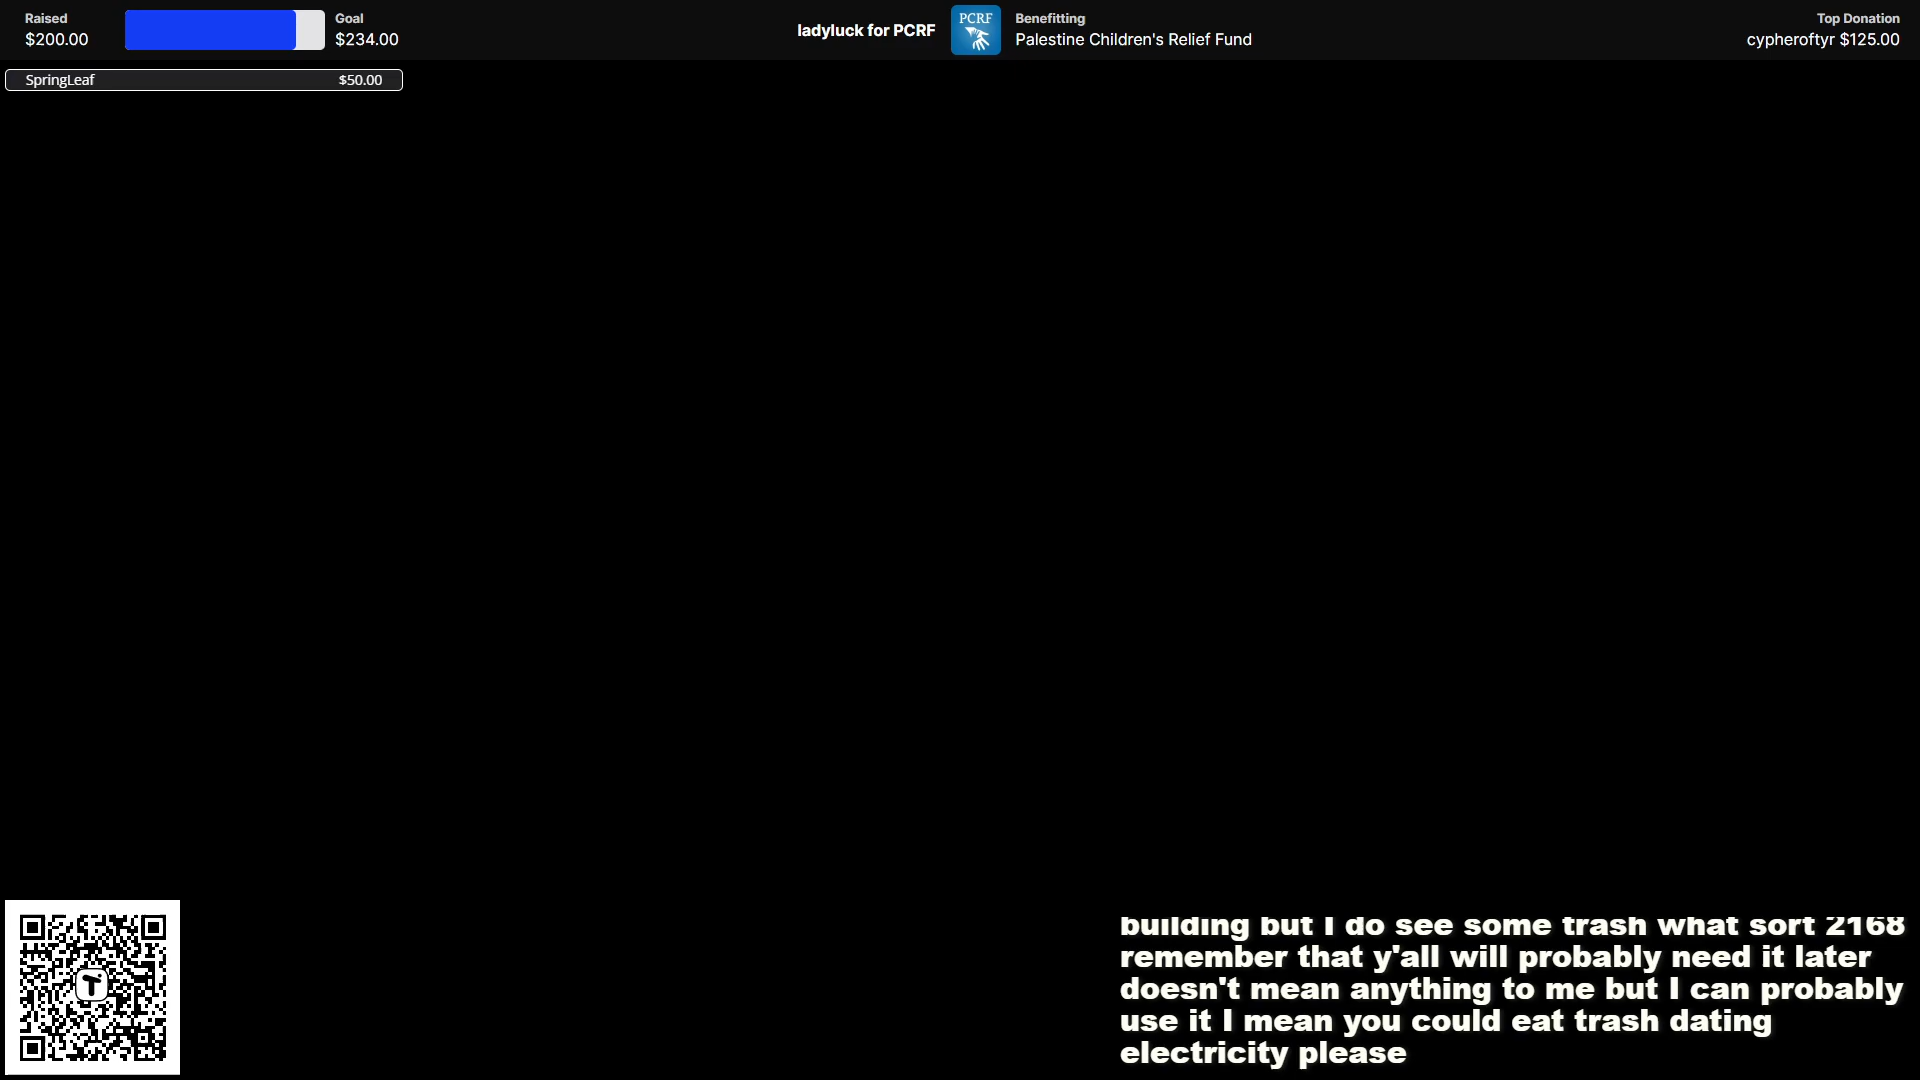 Raised
$200.00
Goal
$234.00
ladyluck for PCRF
PCRF
Benefitting
Palestine Children's Relief Fund
Top Donation
cypheroftyr $125.00
SpringLeaf $50.00
building but I do see some trash what sort 2168
remember that y'all will probably need it later
doesn't mean anything to me but I can probably
use it I mean you could eat trash dating
electricity please